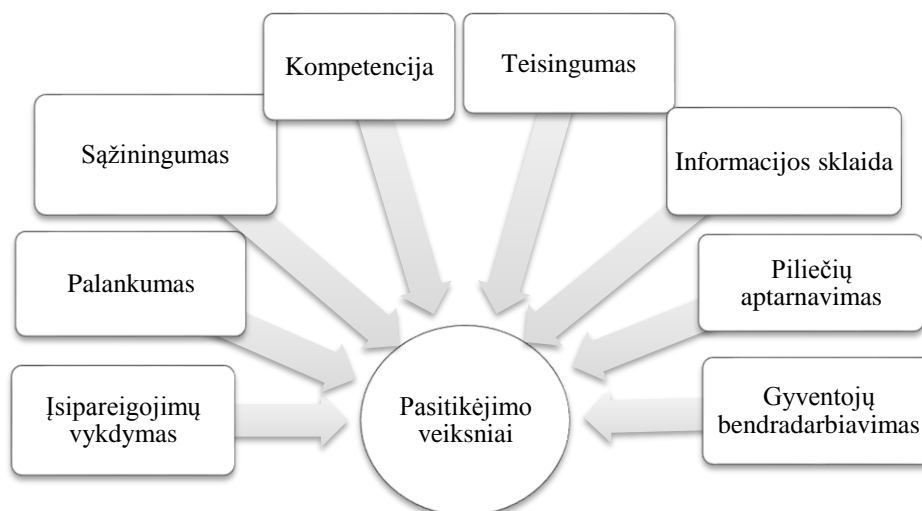 Kompetencija
Teisingumas
Sąžiningumas
Informacijos sklaida
Palankumas
Piliečių
aptarnavimas
Įsipareigojimų
vykdymas
Pasitikėjimo
veiksniai
Gyventojų
bendradarbiavimas